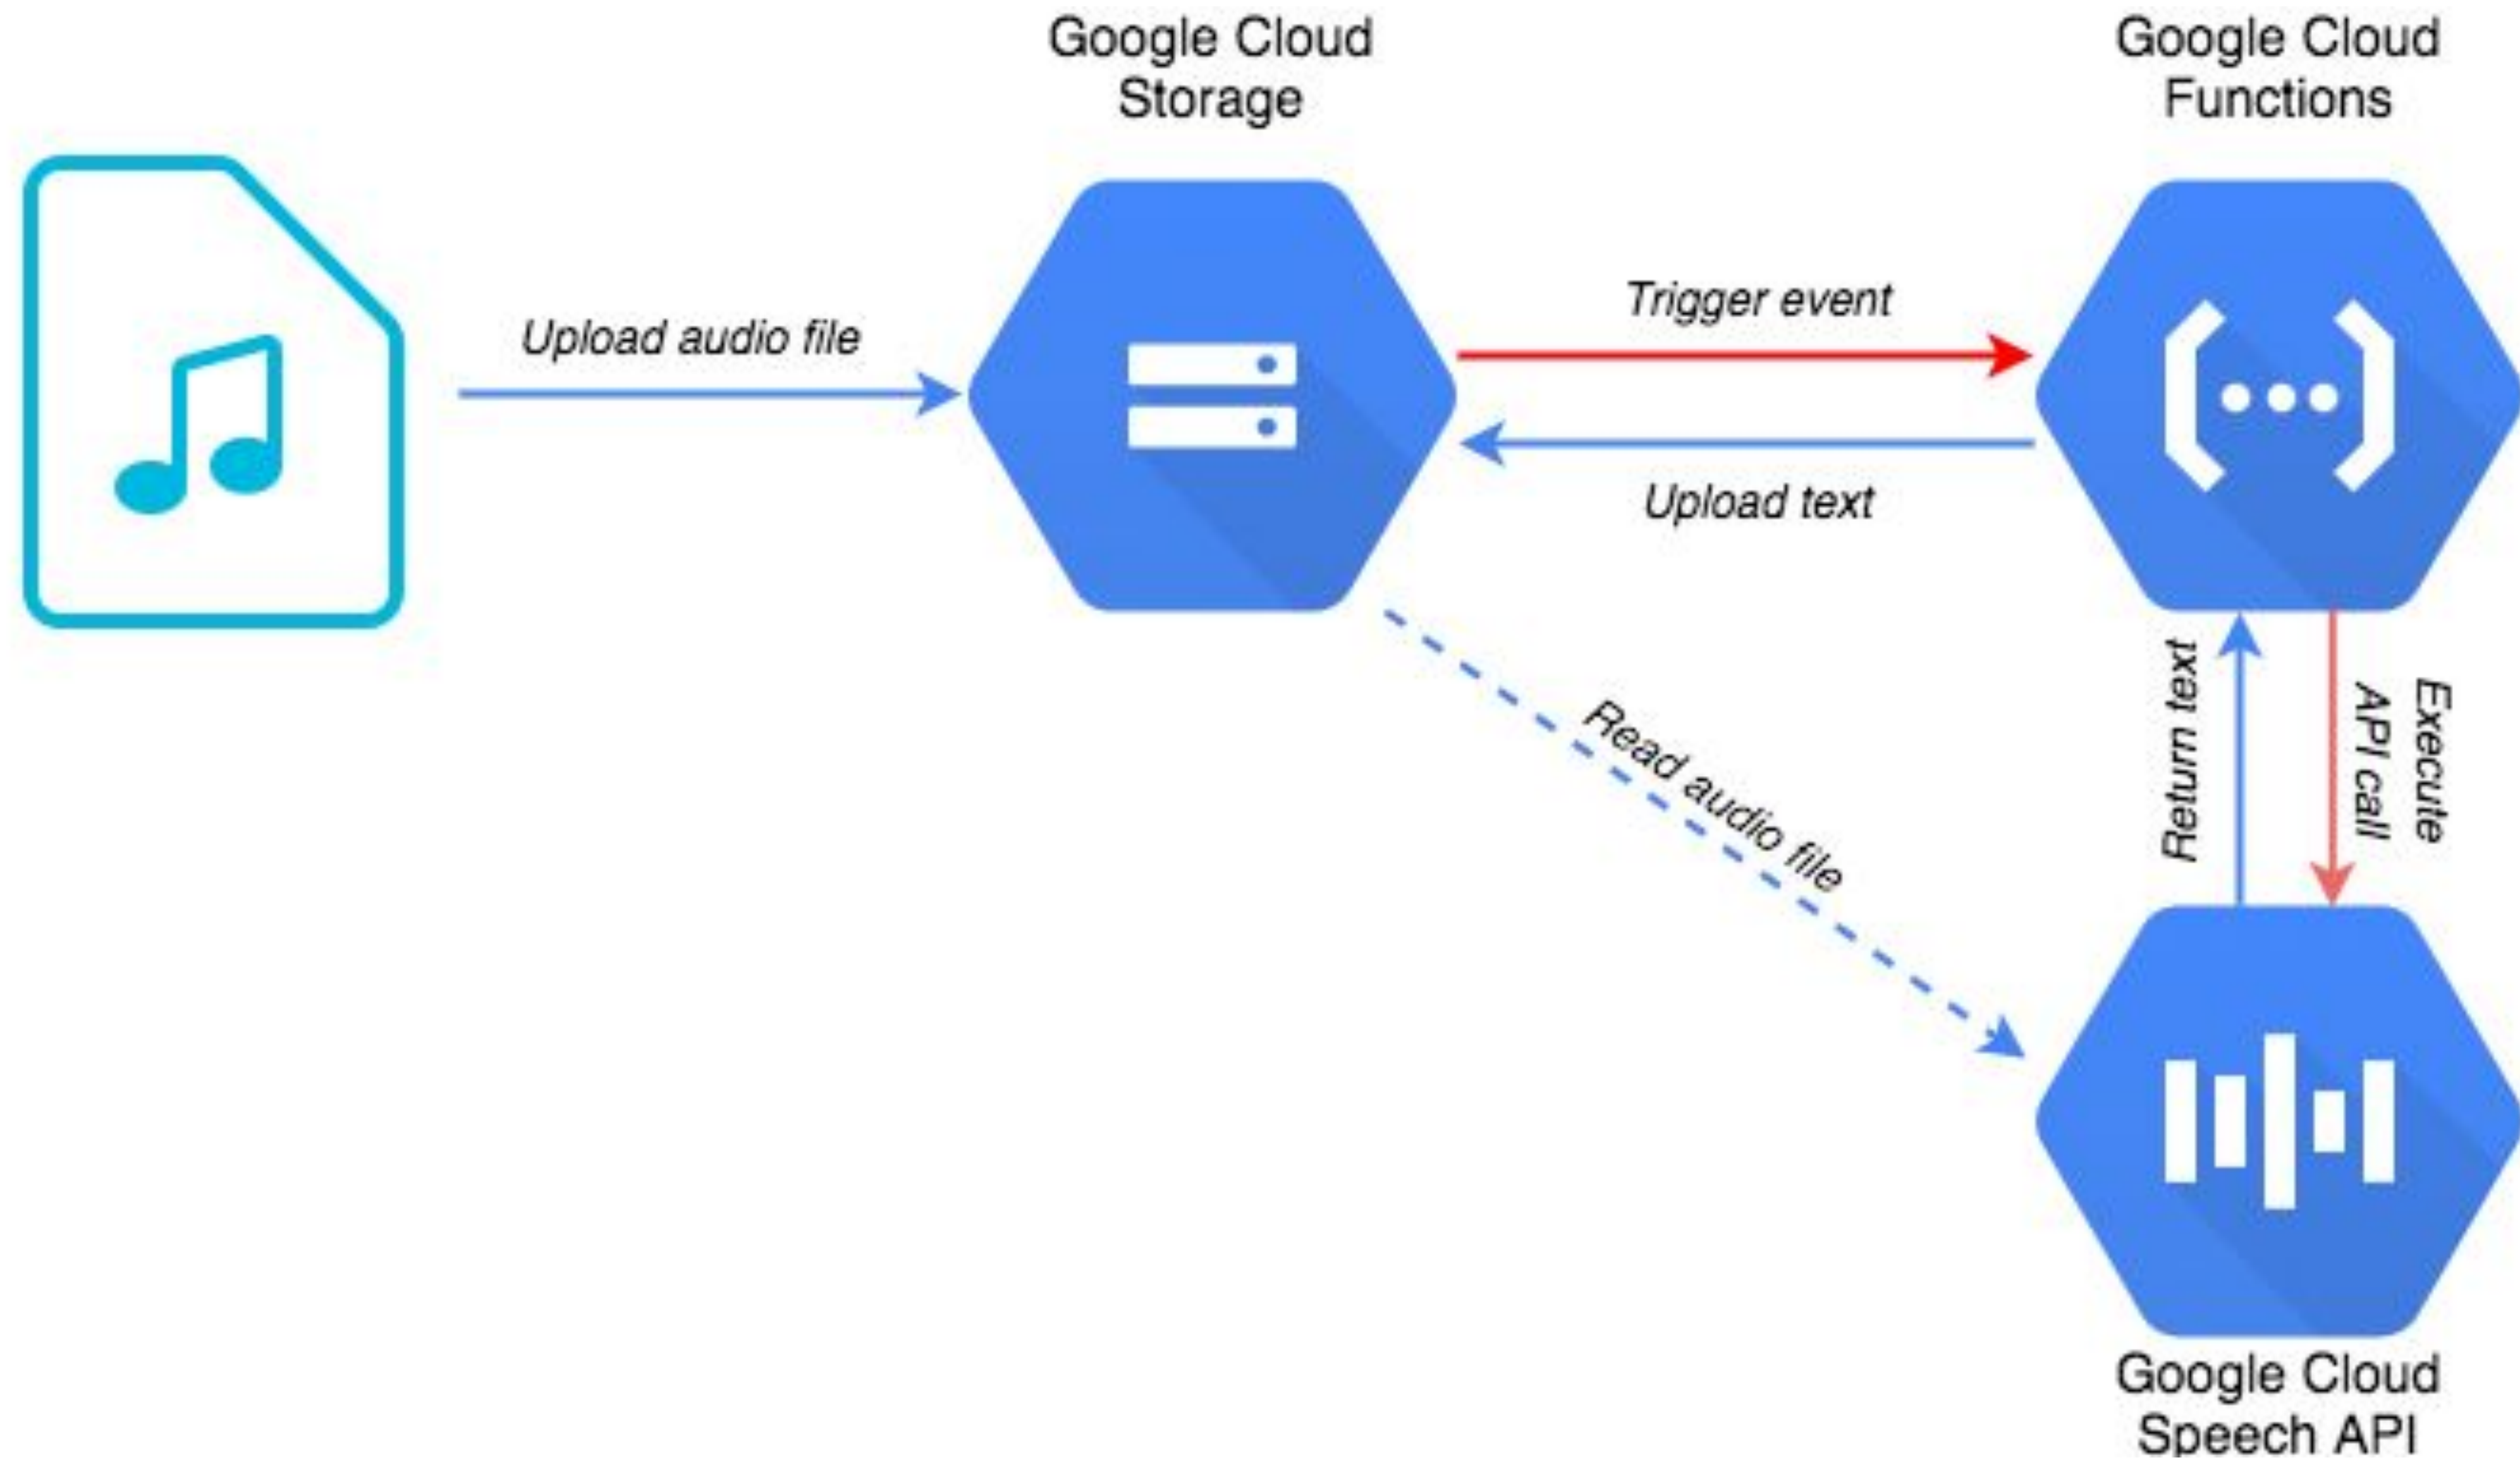 Google Cloud
Storage
Google Cloud
Functions
Upload audio file
Trigger event
Upload text
Read audio file
Return text
Execute
API call
Google Cloud
Speech API